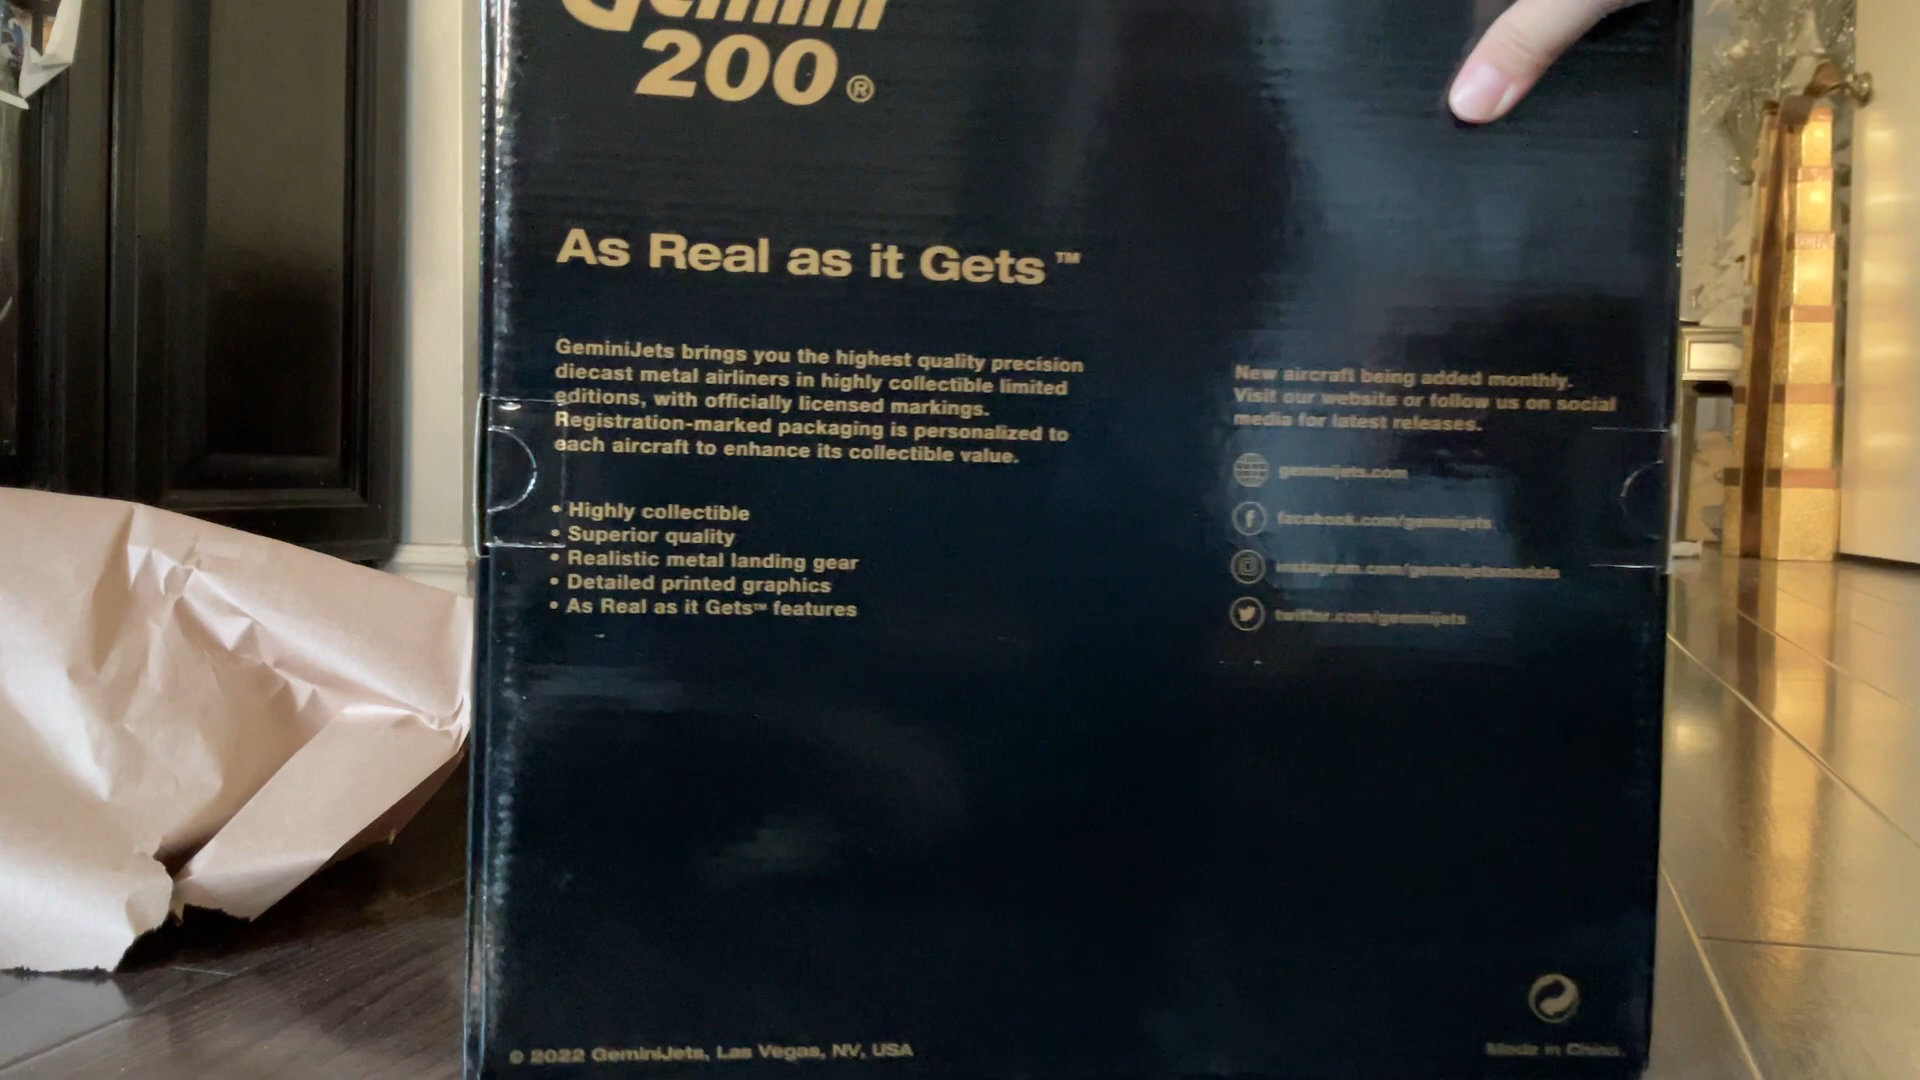 Gemini
200®
As Real as it Gets™
GeminiJets brings you the highest quality precision
diecast metal airliners in highly collectible limited
editions, with officially licensed markings.
Registration-marked packaging is personalized to
each aircraft to enhance its collectible value.
• Highly collectible
• Superior quality
• Realistic metal landing gear
• Detailed printed graphics
• As Real as it Gets™ features
New aircraft being added monthly.
Visit our website or follow us on social
media for latest releases.
geminijets.com
facebook.com/geminijets
instagram.com/geminijetsmodels
twitter.com/geminijets
© 2022 GeminiJets, Las Vegas, NV, USA
Made in China.